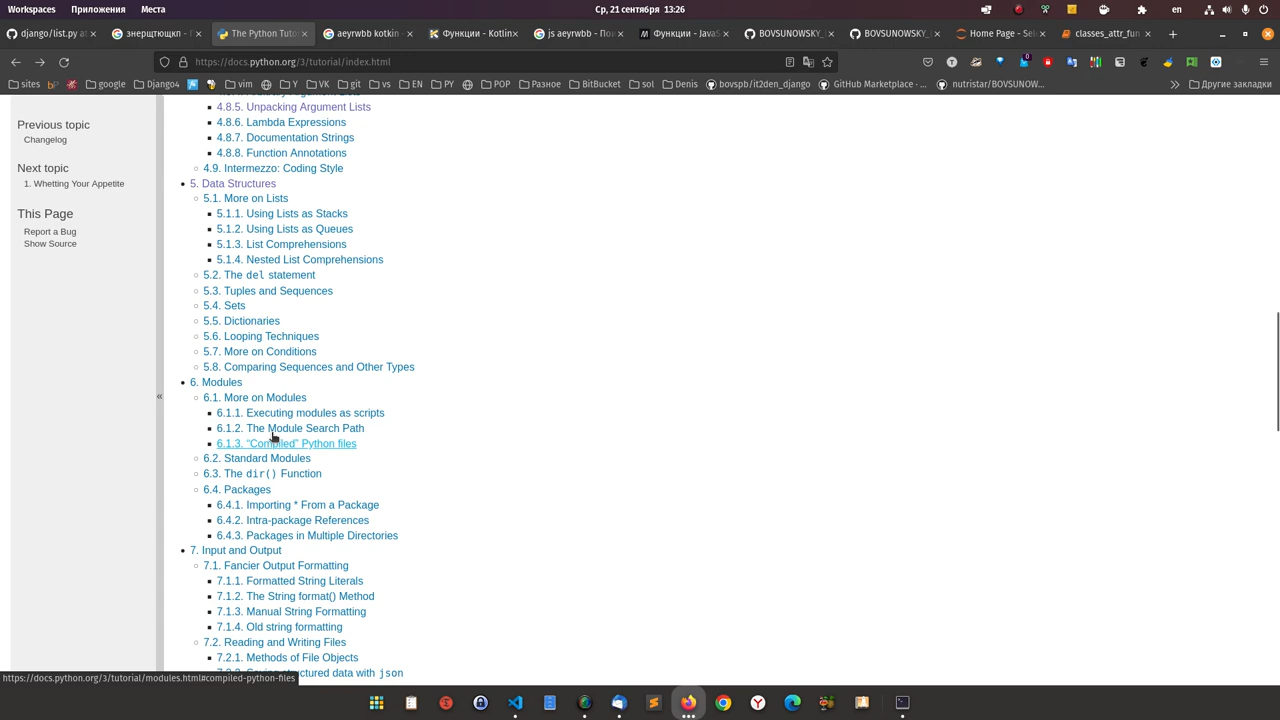 Workspaces Приложения Места Ср, 21 сентября 13:26 en
django/list.py at знерщтющкп - П The Python Tuto aeyrwbb kotkin Функции - Kotlin js aeyrwbb - Пои Функции - JavaS BOVSUNOWSKY_ BOVSUNOWSKY_ Home Page - Sel classes_attr_fun
https://docs.python.org/3/tutorial/index.html
sites bp google Django4 vim Y VK git vs EN PY POP Разное BitBucket sol Denis bovspb/it2den_django GitHub Marketplace · ... nutristar/BOVSUNOW... Другие закладки
Previous topic
Changelog
Next topic
1. Whetting Your Appetite
This Page
Report a Bug
Show Source
«
4.8.5. Unpacking Argument Lists
4.8.6. Lambda Expressions
4.8.7. Documentation Strings
4.8.8. Function Annotations
4.9. Intermezzo: Coding Style
5. Data Structures
5.1. More on Lists
5.1.1. Using Lists as Stacks
5.1.2. Using Lists as Queues
5.1.3. List Comprehensions
5.1.4. Nested List Comprehensions
5.2. The del statement
5.3. Tuples and Sequences
5.4. Sets
5.5. Dictionaries
5.6. Looping Techniques
5.7. More on Conditions
5.8. Comparing Sequences and Other Types
6. Modules
6.1. More on Modules
6.1.1. Executing modules as scripts
6.1.2. The Module Search Path
6.1.3. “Compiled” Python files
6.2. Standard Modules
6.3. The dir() Function
6.4. Packages
6.4.1. Importing * From a Package
6.4.2. Intra-package References
6.4.3. Packages in Multiple Directories
7. Input and Output
7.1. Fancier Output Formatting
7.1.1. Formatted String Literals
7.1.2. The String format() Method
7.1.3. Manual String Formatting
7.1.4. Old string formatting
7.2. Reading and Writing Files
7.2.1. Methods of File Objects
structured data with json
https://docs.python.org/3/tutorial/modules.html#compiled-python-files